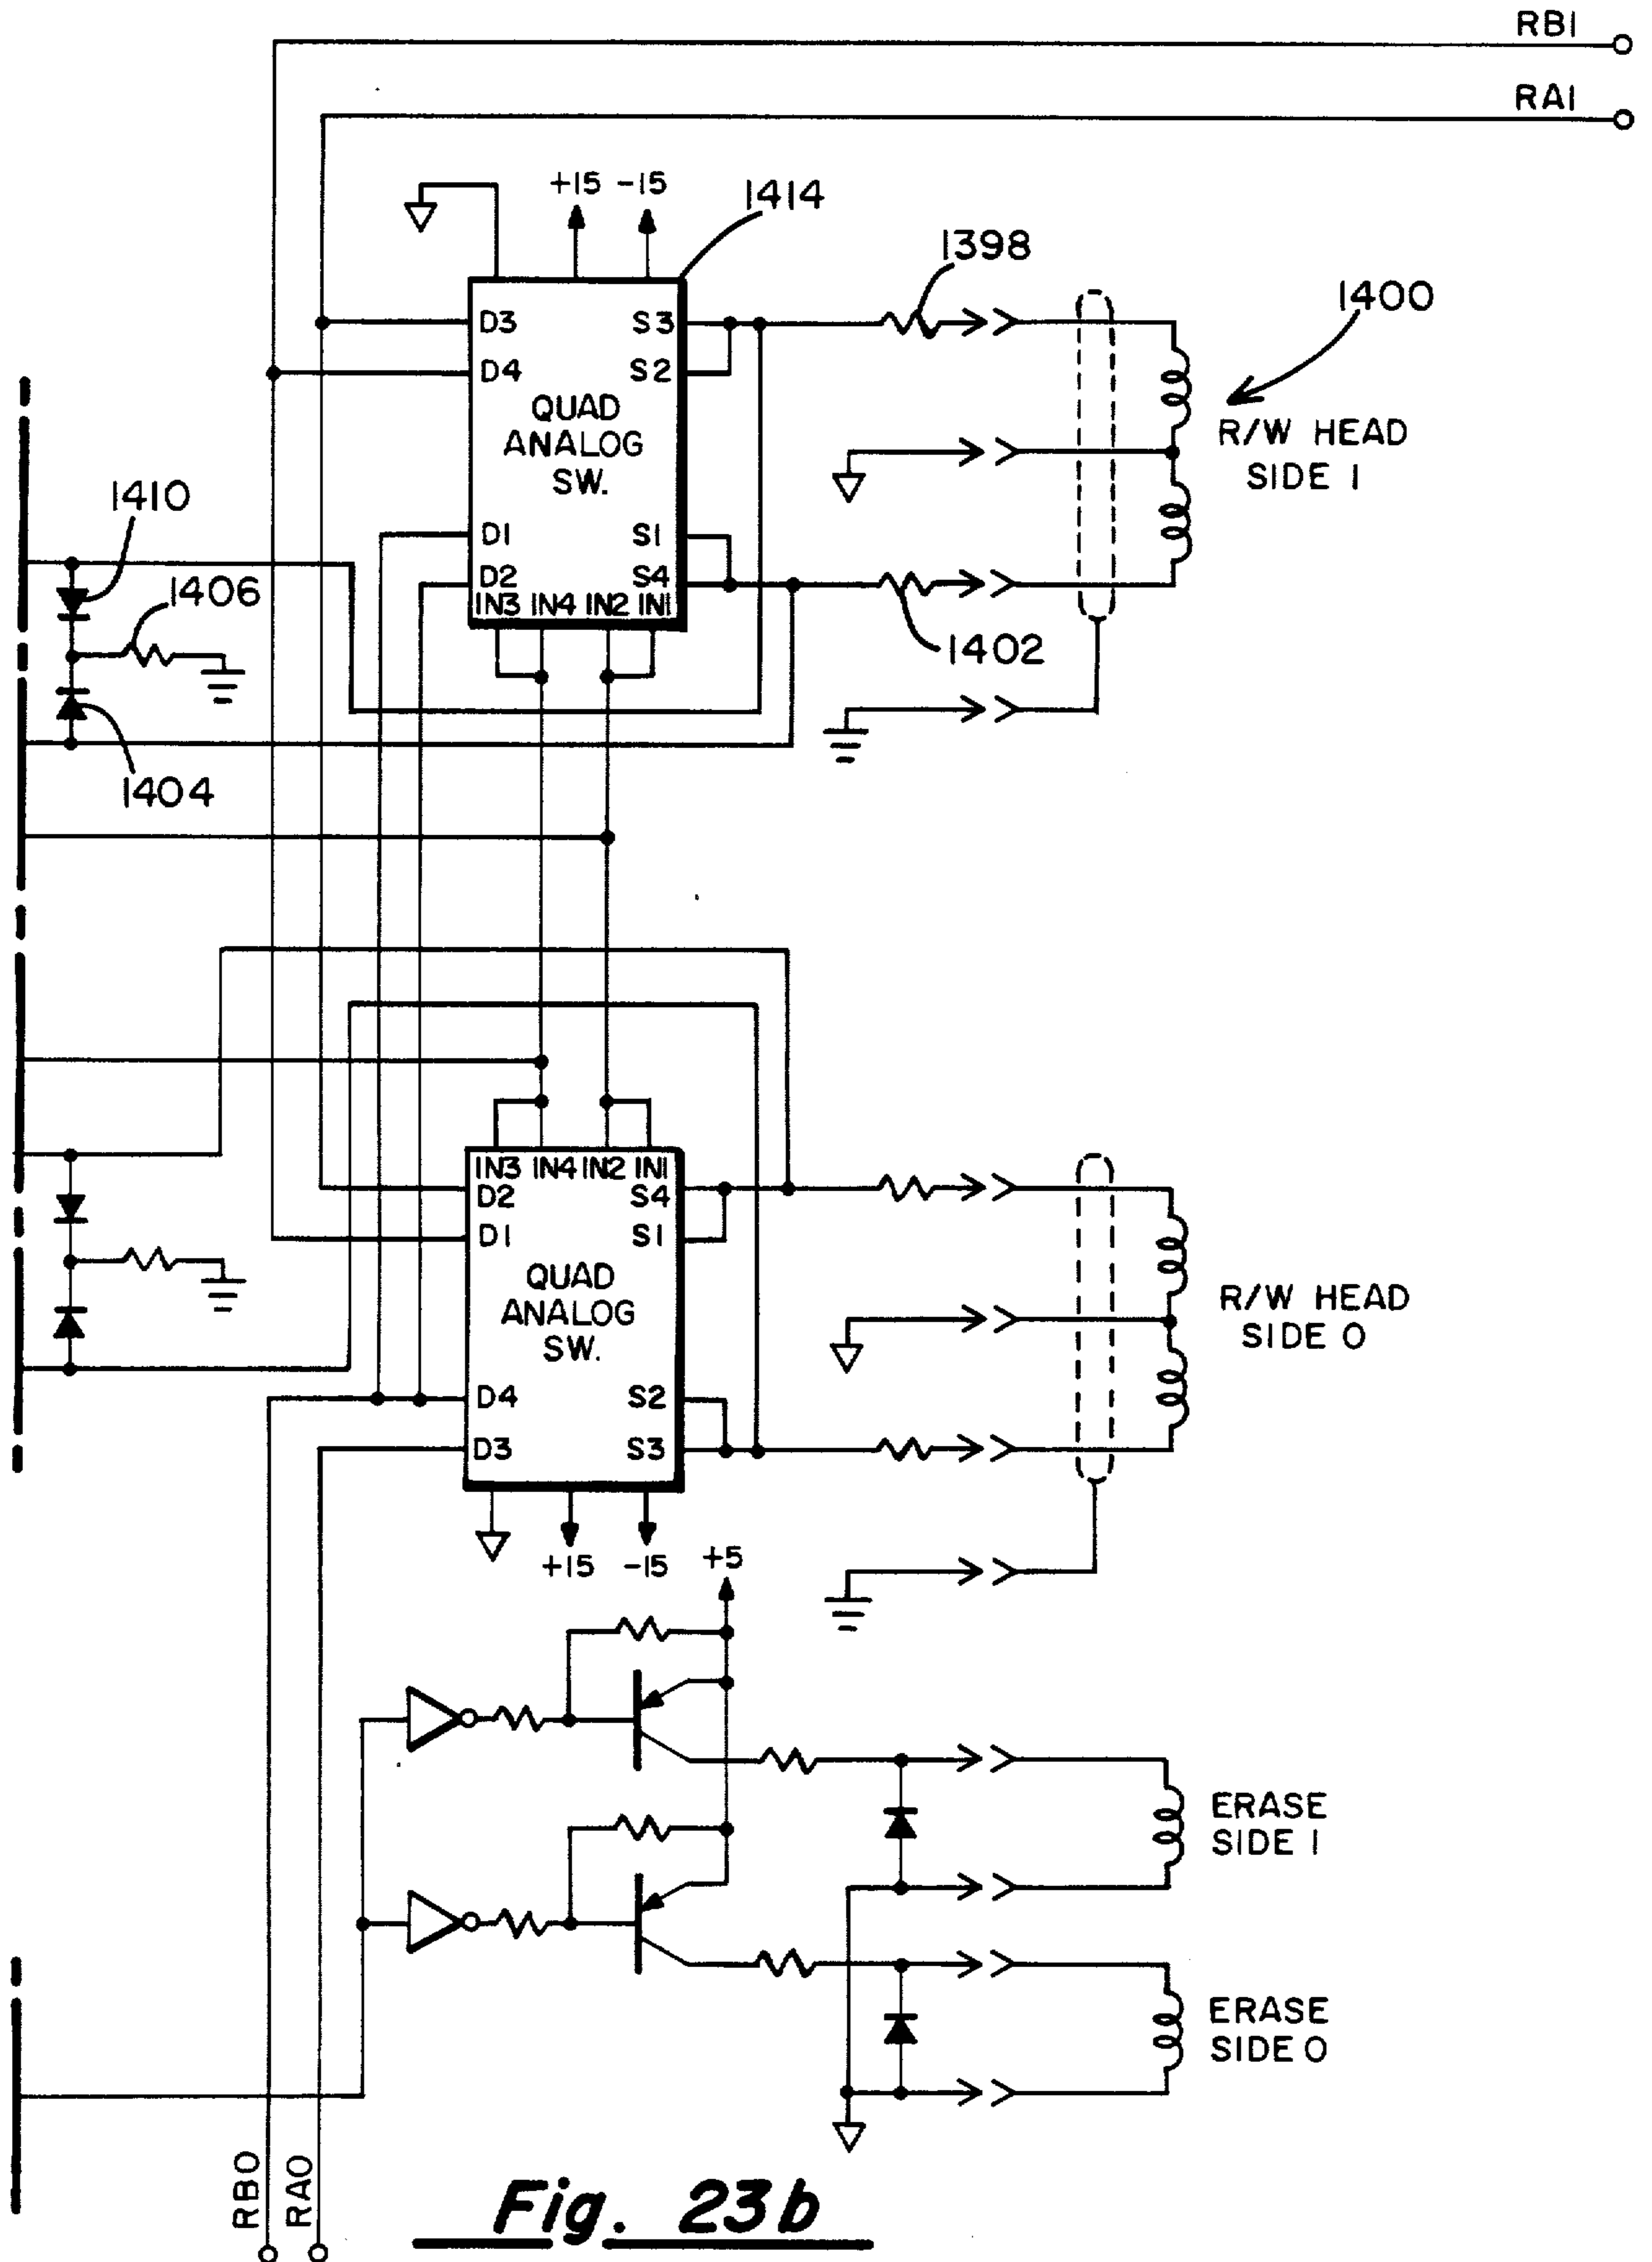 RB1
RA1
+15 -15
1414
1398
1400
D3
S3
D4
S2
QUAD
ANALOG
SW.
R/W HEAD
SIDE 1
1410
D1
S1
1406
D2
S4
IN3 IN4 IN2 IN1
1402
1404
IN3 IN4 IN2 IN1
D2
S4
D1
S1
QUAD
ANALOG
SW.
R/W HEAD
SIDE 0
D4
S2
D3
S3
+15 -15 +5
ERASE
SIDE 1
ERASE
SIDE 0
RB0
RA0
Fig. 23b